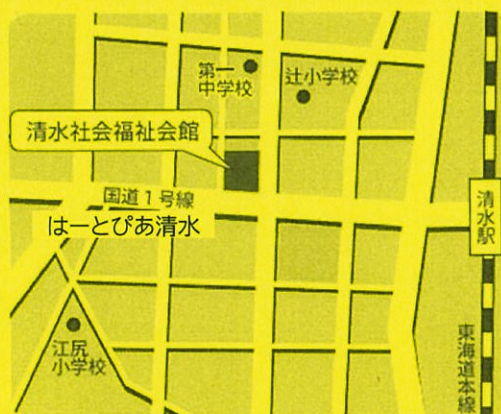 第一
中学校
辻小学校
清水社会福祉会館
国道1号線
はーとぴあ清水
清水駅
江尻
小学校
東海道本線